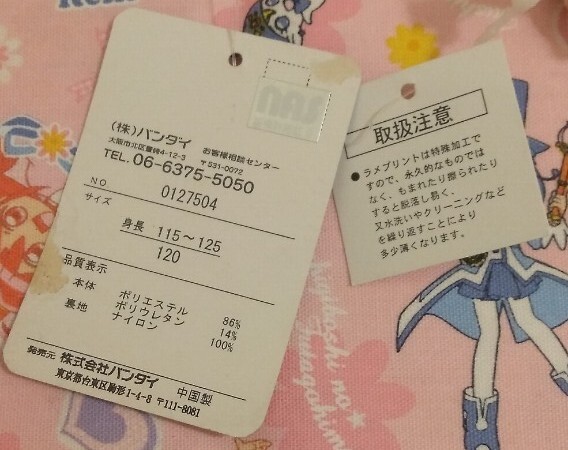 (株)バンダイ
お客様相談センター
大阪市北区豊崎4-12-3
〒531-0072
TEL.06-6375-5050
NO
0127504
サイズ
身長 115〜125
120
品質表示
本体 ポリエステル 86%
ポリウレタン 14%
裏地 ナイロン 100%
発売元 株式会社バンダイ 中国製
東京都台東区駒形1-4-8 〒111-8081
取扱注意
●ラメプリントは特殊加工で
すので、永久的なものでは
なく、もまれたり擦られたり
すると脱落し易く、
又水洗いやクリーニングなど
を繰り返すことにより
多少薄くなります。
Futagohime